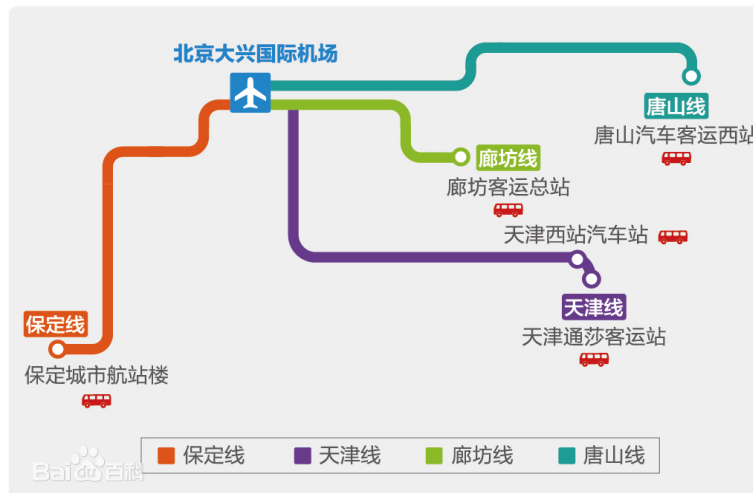 北京大兴国际机场
唐山线
唐山汽车客运西站
廊坊线
廊坊客运总站
天津西站汽车站
天津线
天津通莎客运站
保定线
保定城市航站楼
保定线 天津线 廊坊线 唐山线
Baidu百科